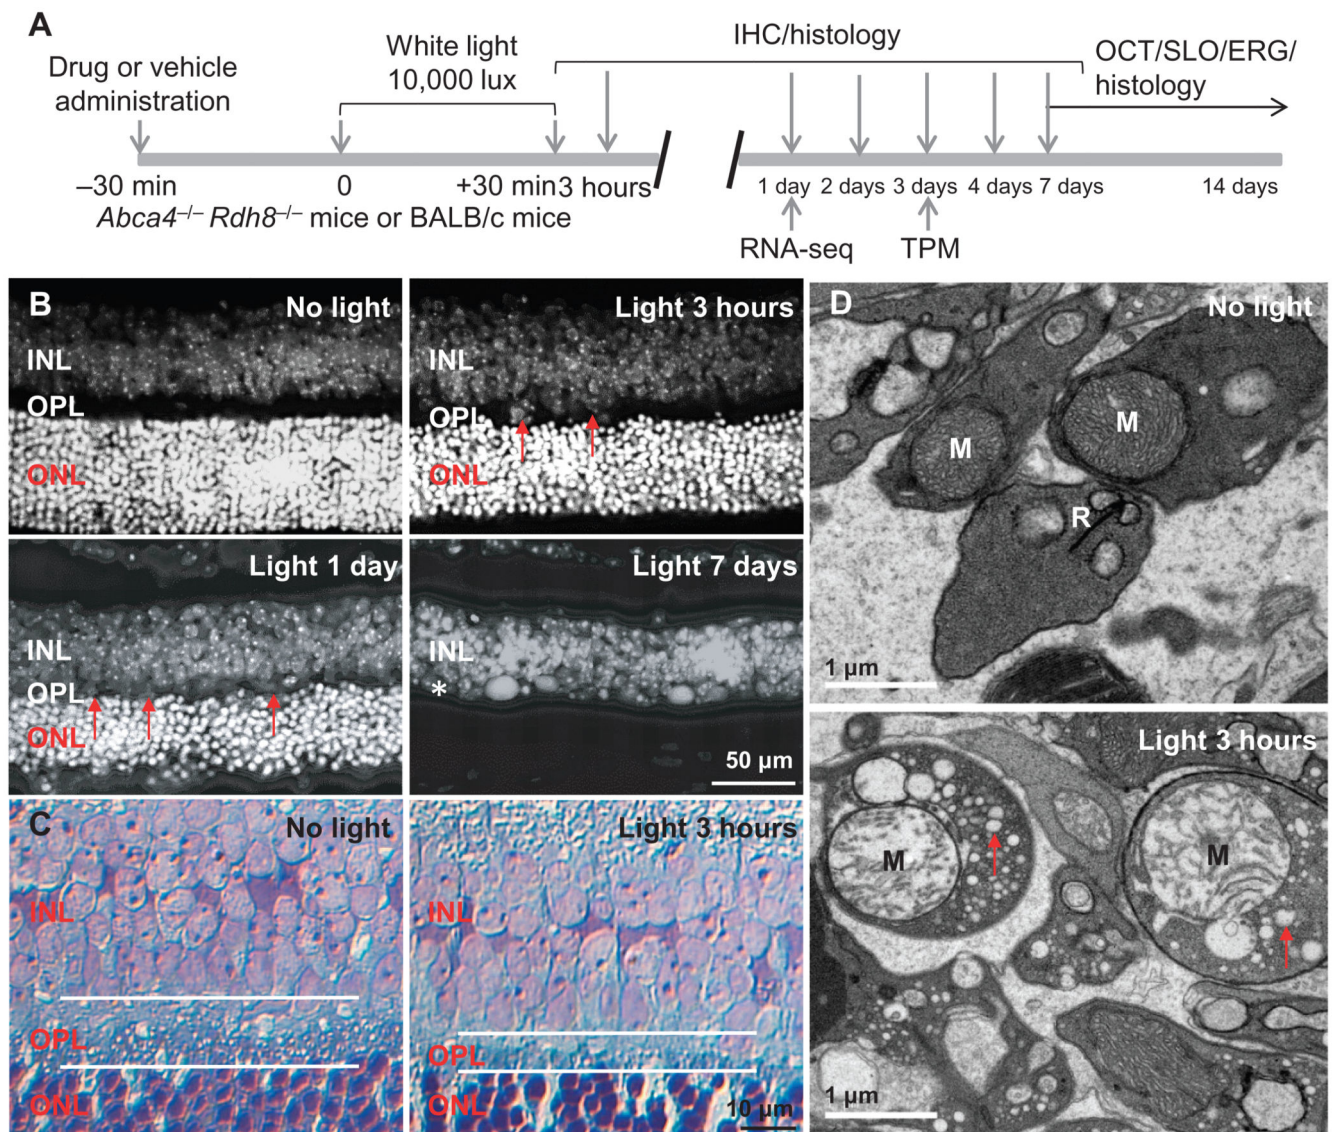 A
Drug or vehicle
administration
White light
10,000 lux
IHC/histology
OCT/SLO/ERG/
histology
–30 min
0
+30 min
3 hours
1 day
2 days
3 days
4 days
7 days
14 days
Abca4–/– Rdh8–/– mice or BALB/c mice
RNA-seq
TPM
B
No light
INL
OPL
ONL
Light 3 hours
INL
OPL
ONL
Light 1 day
INL
OPL
ONL
Light 7 days
INL
*
50 µm
C
No light
INL
OPL
ONL
Light 3 hours
INL
OPL
ONL
10 µm
D
No light
M
M
R
1 µm
Light 3 hours
M
M
1 µm